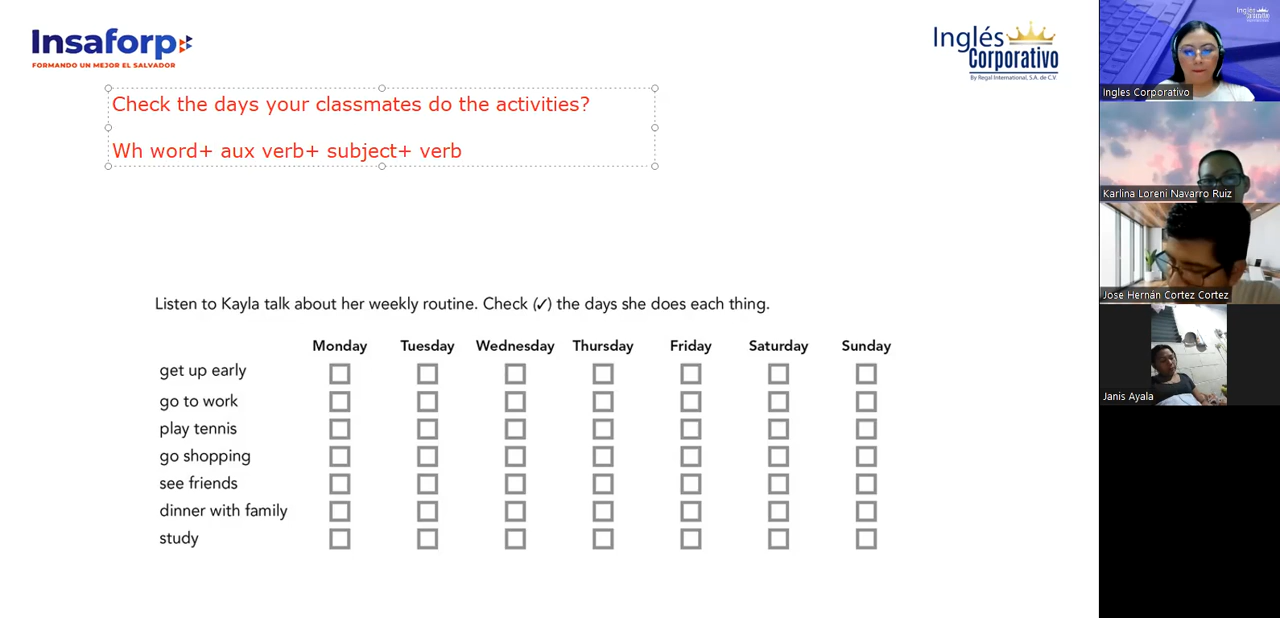 Insaforp
FORMANDO UN MEJOR EL SALVADOR
Inglés
Corporativo
By Regal International, S.A. de C.V.
Check the days your classmates do the activities?
Wh word+ aux verb+ subject+ verb
Listen to Kayla talk about her weekly routine. Check (✓) the days she does each thing.
Monday Tuesday Wednesday Thursday Friday Saturday Sunday
get up early
go to work
play tennis
go shopping
see friends
dinner with family
study
Ingles Corporativo
Karlina Loreni Navarro Ruiz
José Hernán Cortez Cortez
Janis Ayala